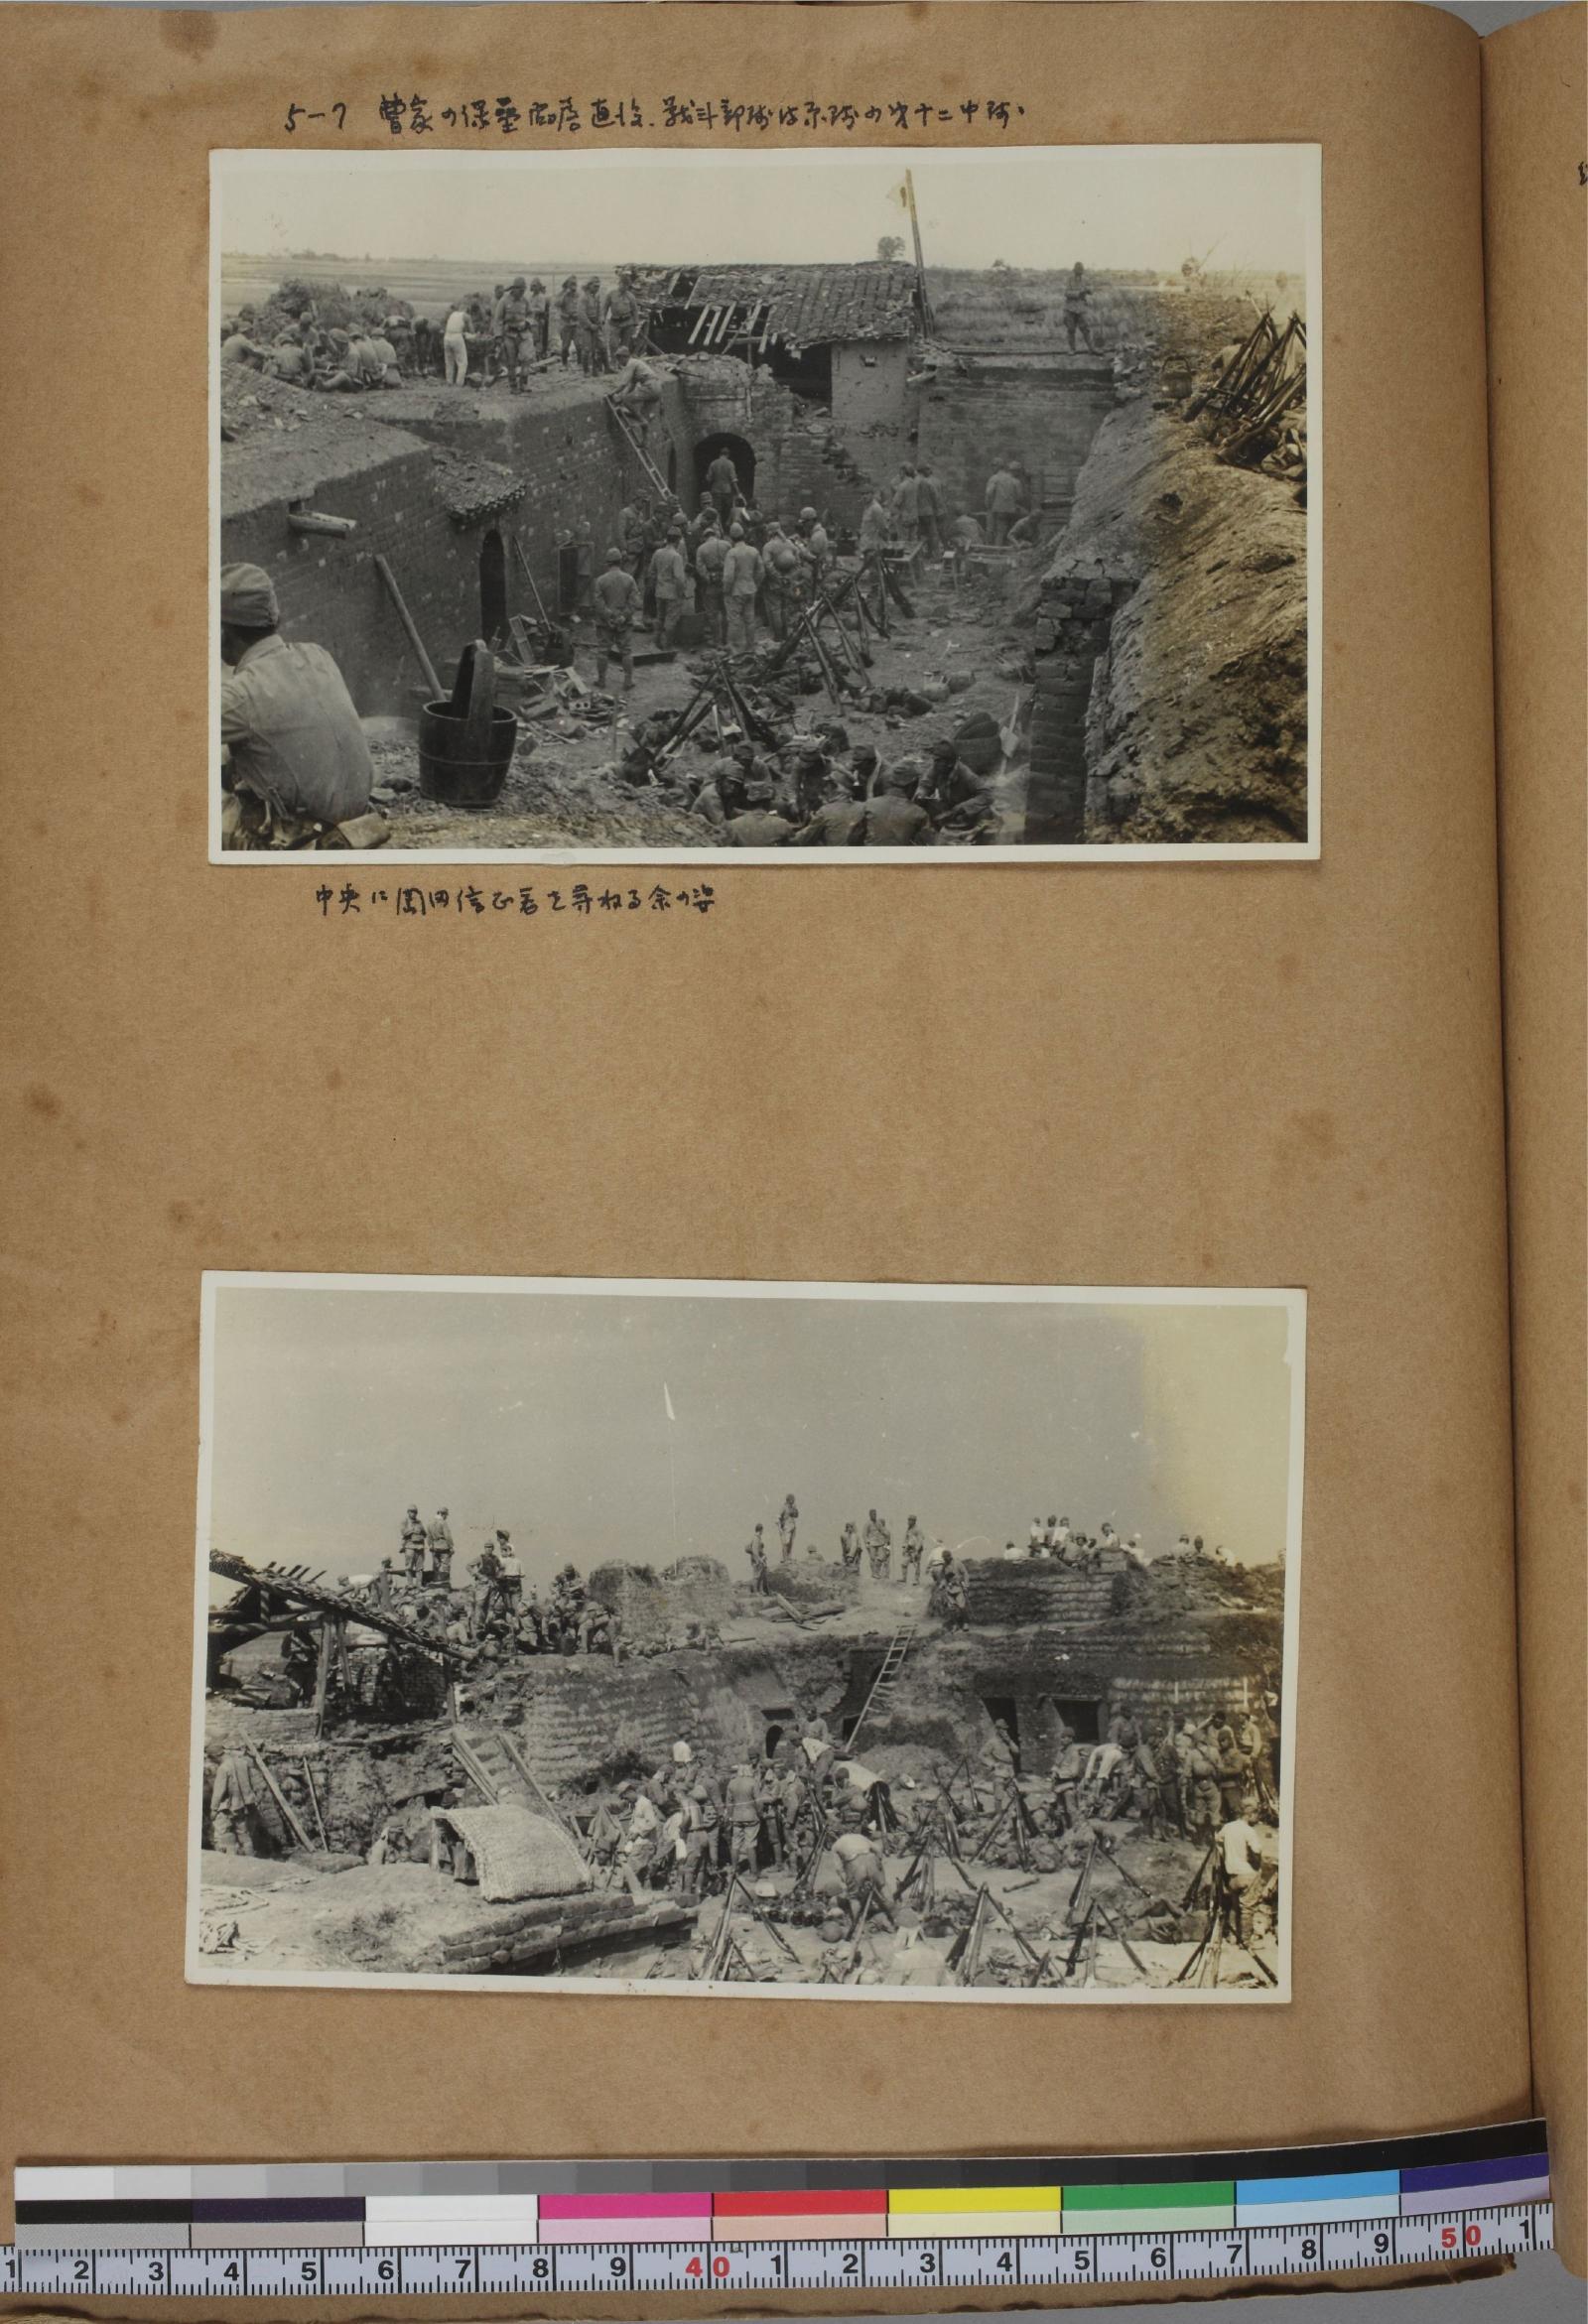 5-7 曹家の保塁陥落直後、戦斗部隊は京隊の才十二中隊、
中央に園田信正君を尋ねる余の姿
1 2 3 4 5 6 7 8 9 40 1 2 3 4 5 6 7 8 9 50 1